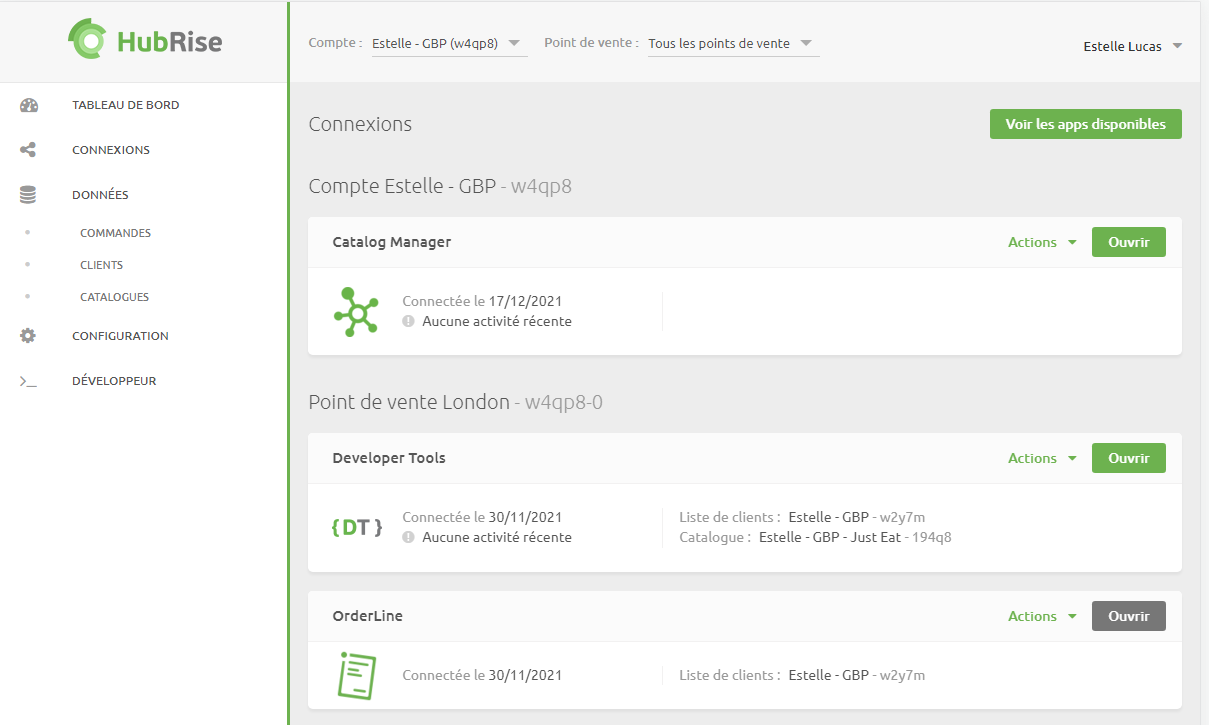 HubRise
Compte : Estelle - GBP (w4qp8) Point de vente : Tous les points de vente Estelle Lucas
TABLEAU DE BORD
CONNEXIONS
DONNÉES
COMMANDES
CLIENTS
CATALOGUES
CONFIGURATION
DÉVELOPPEUR
Connexions Voir les apps disponibles
Compte Estelle - GBP - w4qp8
Catalog Manager Actions Ouvrir
Connectée le 17/12/2021
Aucune activité récente
Point de vente London - w4qp8-0
Developer Tools Actions Ouvrir
{DT} Connectée le 30/11/2021 Liste de clients : Estelle - GBP - w2y7m
Aucune activité récente Catalogue : Estelle - GBP - Just Eat - 194q8
OrderLine Actions Ouvrir
Connectée le 30/11/2021 Liste de clients : Estelle - GBP - w2y7m